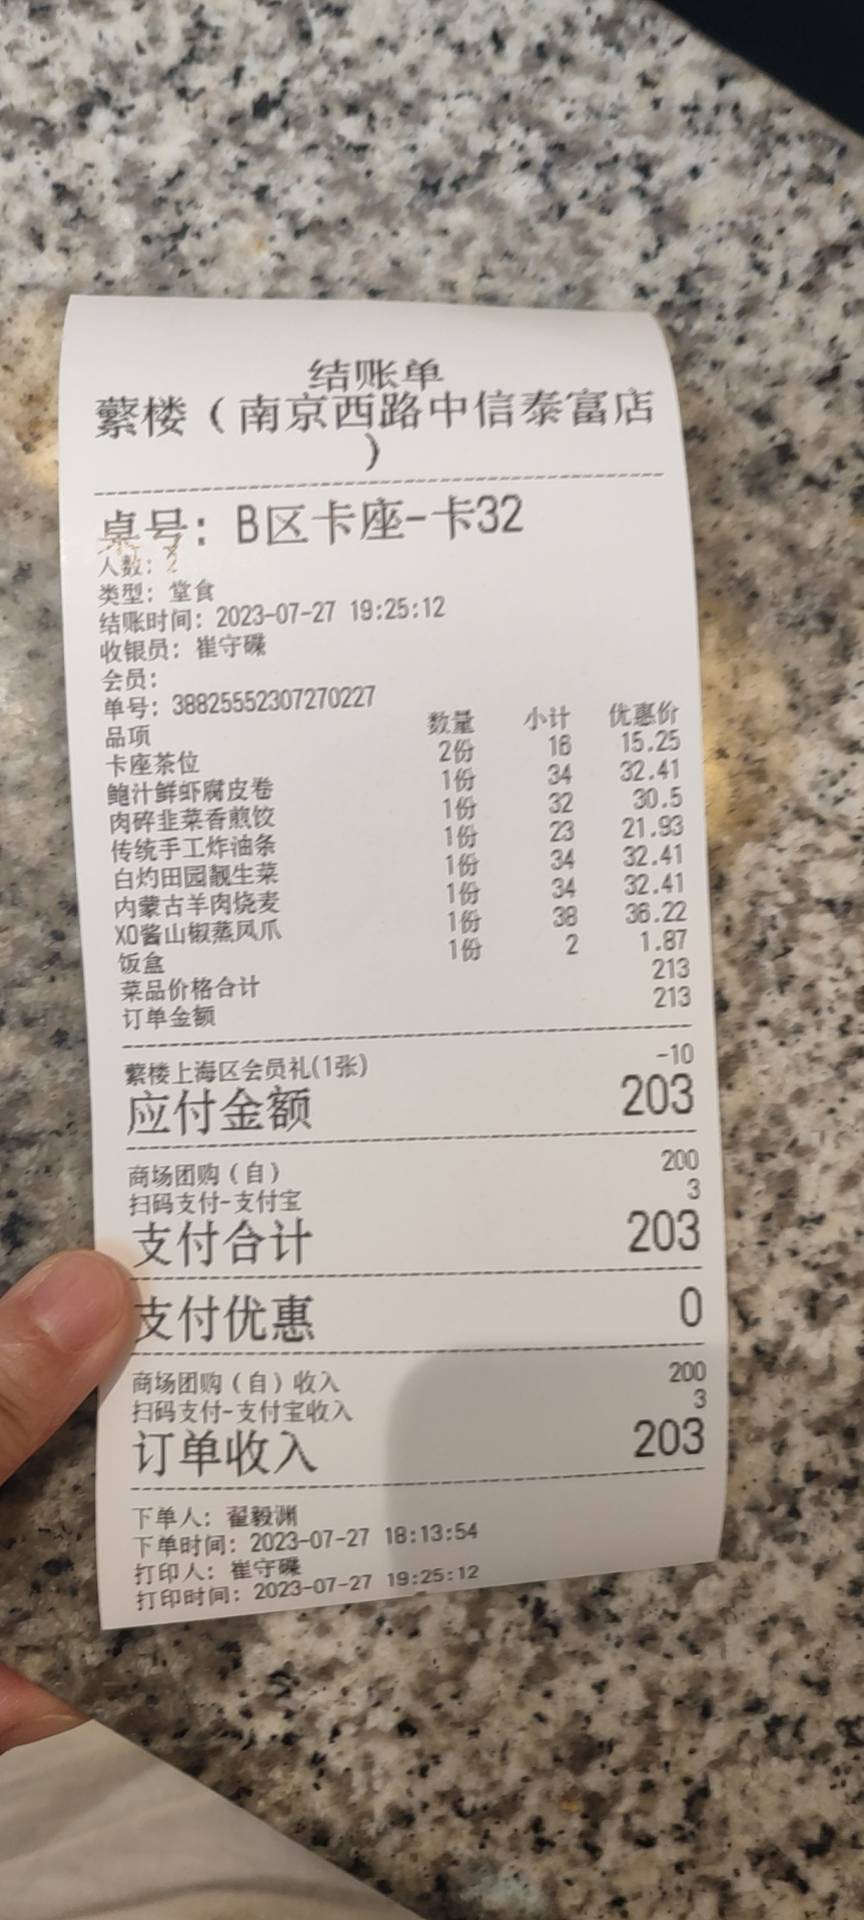 结账单
蘩楼（南京西路中信泰富店
）
桌号：B区卡座-卡32
人数：2
类型：堂食
结账时间：2023-07-27 19:25:12
收银员：崔守碟
会员：
单号：38825552307270227
品项 数量 小计 优惠价
卡座茶位 2份 16 15.25
鲍汁鲜虾腐皮卷 1份 34 32.41
肉碎韭菜香煎饺 1份 32 30.5
传统手工炸油条 1份 23 21.93
白灼田园靓生菜 1份 34 32.41
内蒙古羊肉烧麦 1份 34 32.41
XO酱山椒蒸凤爪 1份 38 36.22
饭盒 1份 2 1.87
菜品价格合计 213
订单金额 213
蘩楼上海区会员礼(1张) -10
应付金额 203
商场团购（自） 200
扫码支付-支付宝 3
支付合计 203
支付优惠 0
商场团购（自）收入 200
扫码支付-支付宝收入 3
订单收入 203
下单人：翟毅渊
下单时间：2023-07-27 18:13:54
打印人：崔守碟
打印时间：2023-07-27 19:25:12